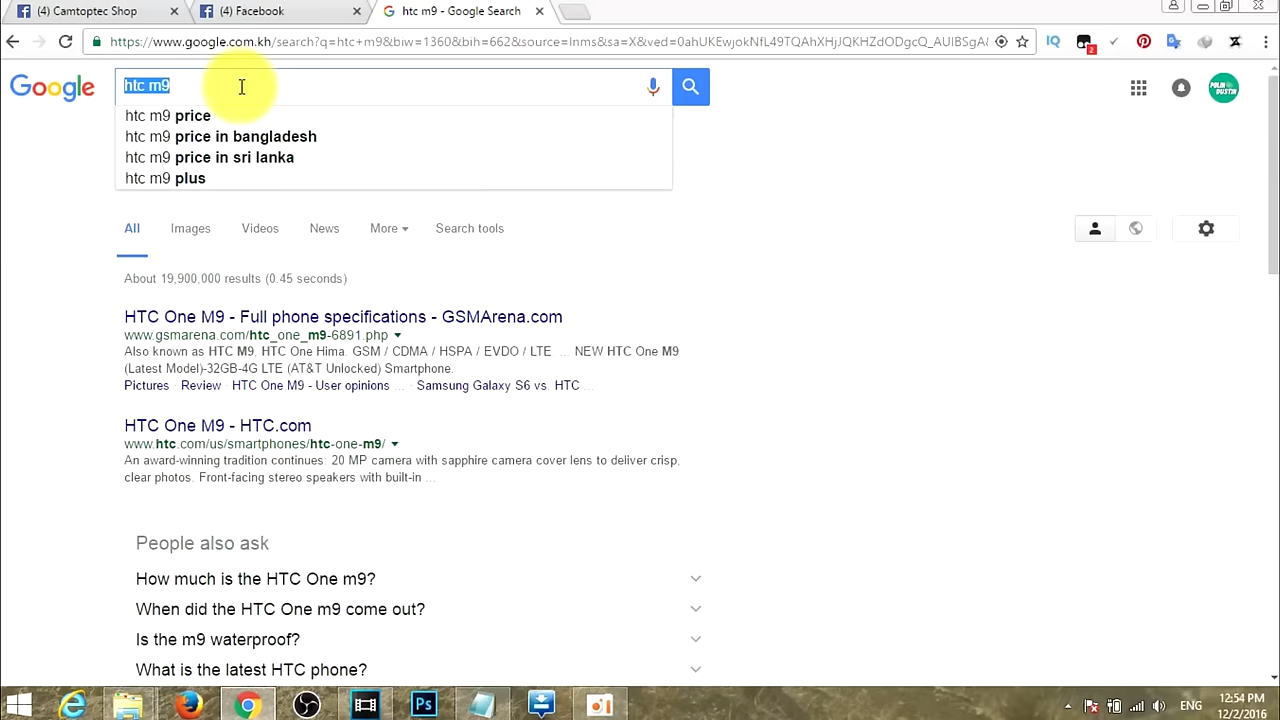 (4) Camtoptec Shop
(4) Facebook
htc m9 - Google Search
https://www.google.com.kh/search?q=htc+m9&biw=1360&bih=662&source=lnms&sa=X&ved=0ahUKEwjokNfL49TQAhXHjJQKHZdODgcQ_AUIBSgA&
IQ
2
Google
htc m9
POLIN DUSTIN
htc m9 price
htc m9 price in bangladesh
htc m9 price in sri lanka
htc m9 plus
All
Images
Videos
News
More
Search tools
About 19,900,000 results (0.45 seconds)
HTC One M9 - Full phone specifications - GSMArena.com
www.gsmarena.com/htc_one_m9-6891.php
Also known as HTC M9, HTC One Hima. GSM / CDMA / HSPA / EVDO / LTE ... NEW HTC One M9
(Latest Model)-32GB-4G LTE (AT&T Unlocked) Smartphone.
Pictures · Review · HTC One M9 - User opinions ... · Samsung Galaxy S6 vs. HTC ...
HTC One M9 - HTC.com
www.htc.com/us/smartphones/htc-one-m9/
An award-winning tradition continues: 20 MP camera with sapphire camera cover lens to deliver crisp,
clear photos. Front-facing stereo speakers with built-in ...
People also ask
How much is the HTC One m9?
When did the HTC One m9 come out?
Is the m9 waterproof?
What is the latest HTC phone?
Ps
ENG
12:54 PM
12/2/2016